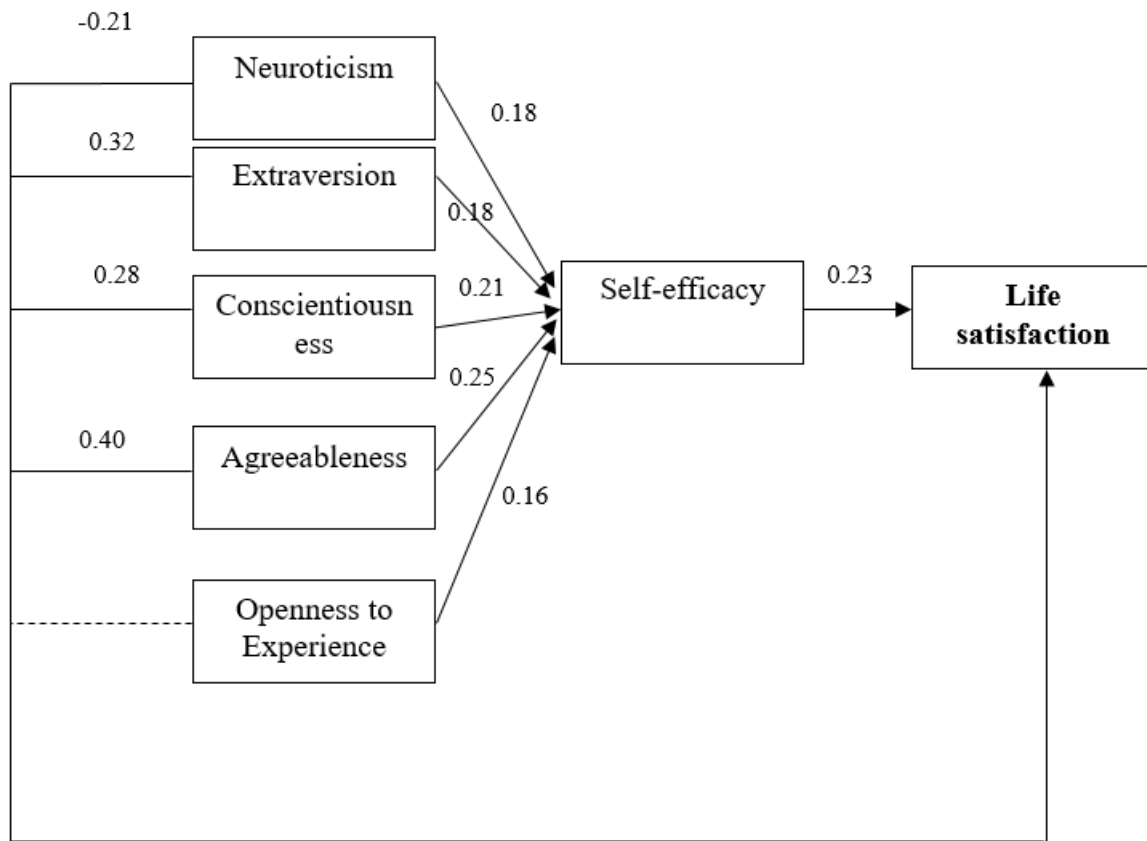 -0.21
Neuroticism
0.18
0.32
Extraversion
0.18
0.28
Conscientiousn
ess
0.21
Self-efficacy
0.23
Life
satisfaction
0.25
0.40
Agreeableness
0.16
Openness to
Experience